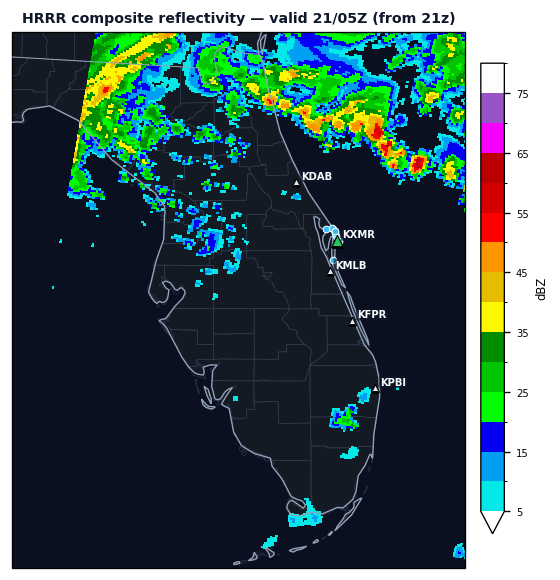 HRRR composite reflectivity — valid 21/05Z (from 21z)
75
65
55
45
35
25
15
5
dBZ
KDAB
KXMR
KMLB
KFPR
KPBI